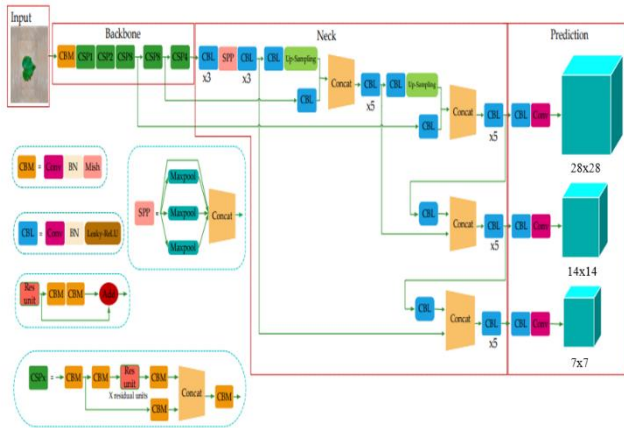 Input
Backbone
Neck
Prediction
CBM CSP1 CSP2 CSP8 CSP8 CSP4 CBL SPP CBL CBL Up-Sampling
x3 x3
Concat
CBL
CBL CBL Up-Sampling
x5
Concat
CBL
CBL CBL Conv
x5
28x28
CBM = Conv BN Mish
SPP = Maxpool
Maxpool
Maxpool
Concat
CBL = Conv BN Leaky-ReLU
CBL
Concat
CBL CBL Conv
x5
14x14
Res unit CBM CBM Add
CBL
Concat
CBL CBL Conv
x5
7x7
CSPx = CBM CBM Res unit CBM
X residual units
CBM
Concat
CBM